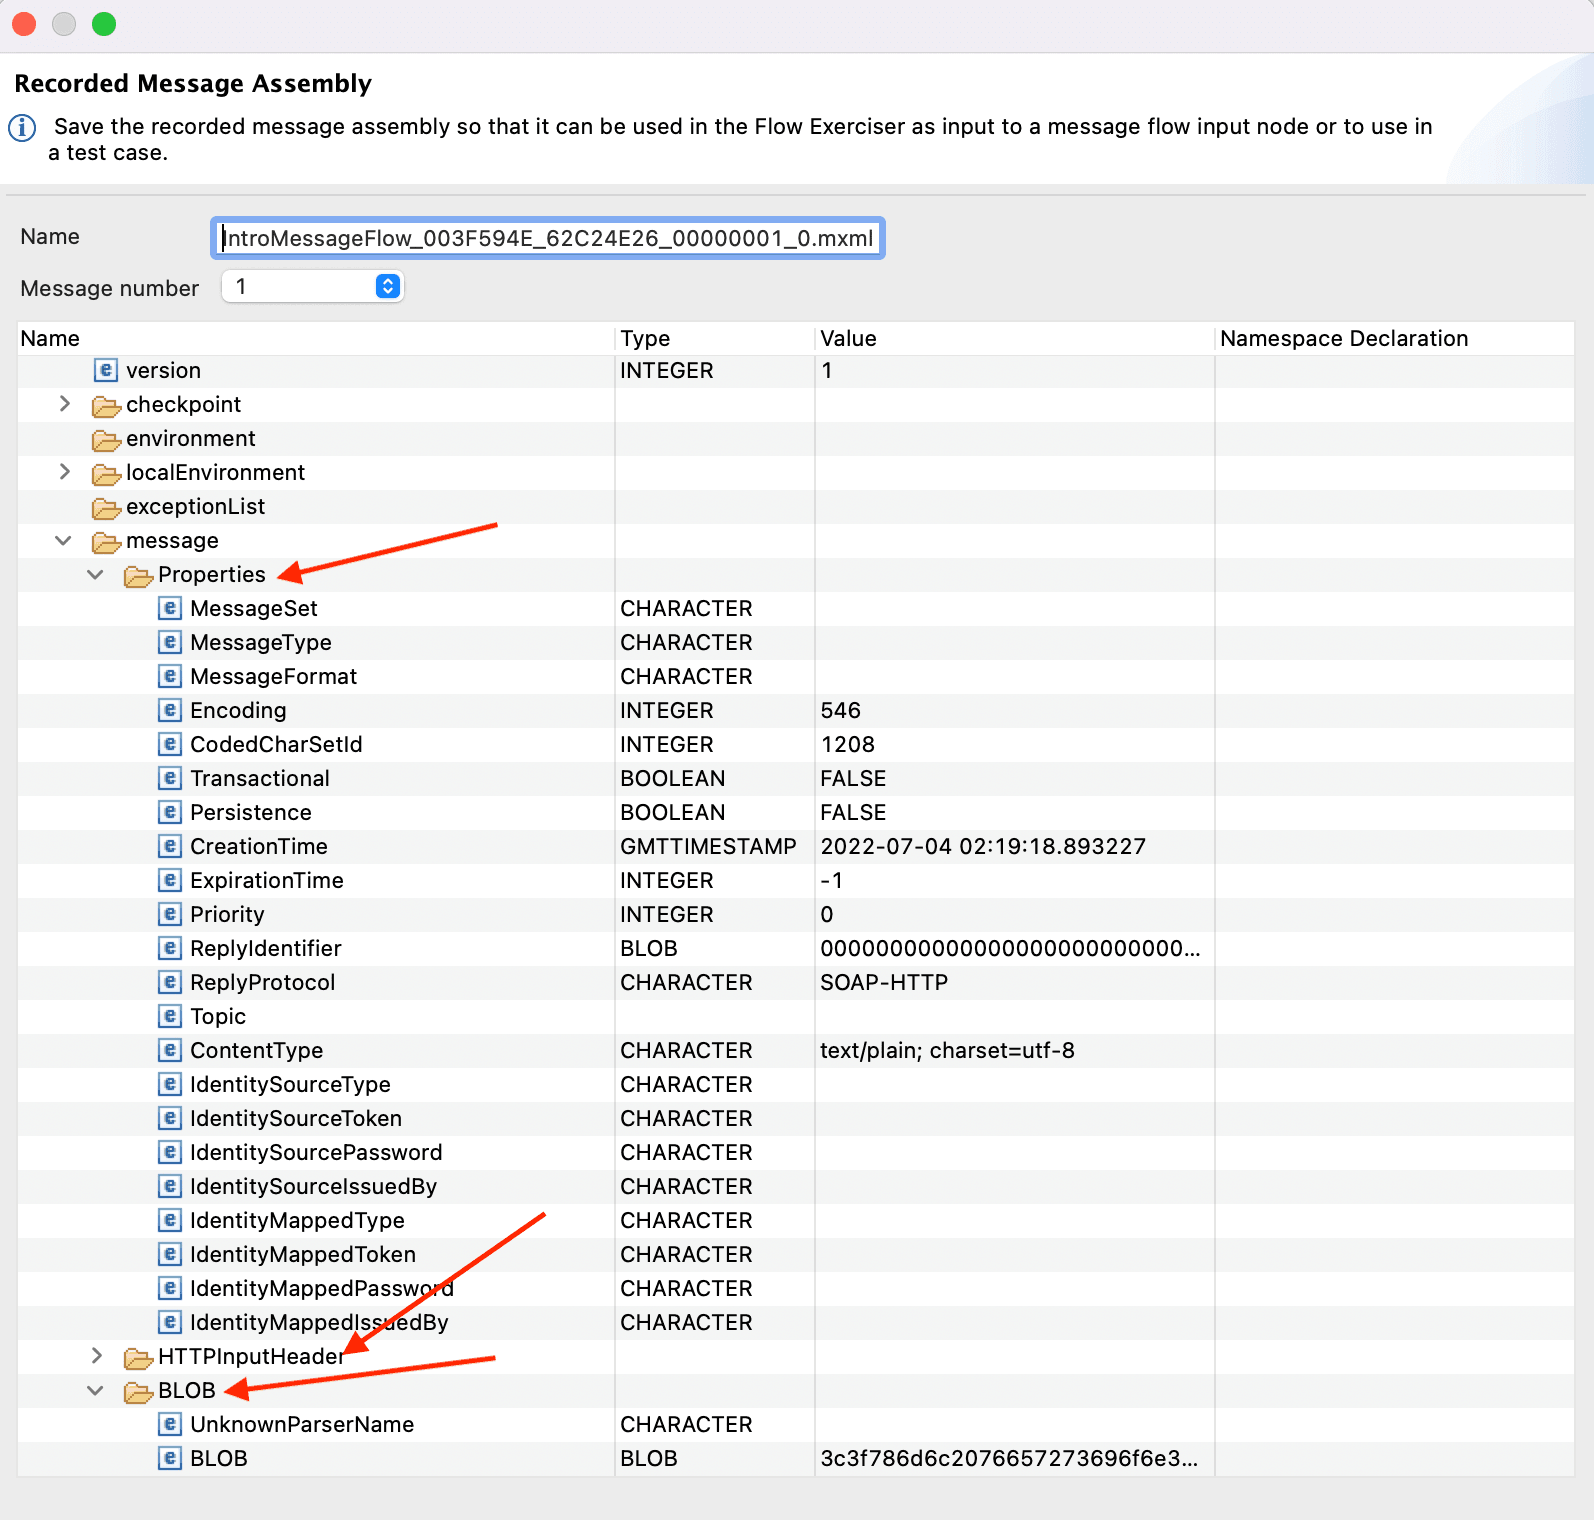 Recorded Message Assembly
Save the recorded message assembly so that it can be used in the Flow Exerciser as input to a message flow input node or to use in
a test case.
Name IntroMessageFlow_003F594E_62C24E26_00000001_0.mxml
Message number 1
Name Type Value Namespace Declaration
version INTEGER 1
checkpoint
environment
localEnvironment
exceptionList
message
Properties
MessageSet CHARACTER
MessageType CHARACTER
MessageFormat CHARACTER
Encoding INTEGER 546
CodedCharSetId INTEGER 1208
Transactional BOOLEAN FALSE
Persistence BOOLEAN FALSE
CreationTime GMTTIMESTAMP 2022-07-04 02:19:18.893227
ExpirationTime INTEGER -1
Priority INTEGER 0
ReplyIdentifier BLOB 00000000000000000000000000...
ReplyProtocol CHARACTER SOAP-HTTP
Topic
ContentType CHARACTER text/plain; charset=utf-8
IdentitySourceType CHARACTER
IdentitySourceToken CHARACTER
IdentitySourcePassword CHARACTER
IdentitySourceIssuedBy CHARACTER
IdentityMappedType CHARACTER
IdentityMappedToken CHARACTER
IdentityMappedPassword CHARACTER
IdentityMappedIssuedBy CHARACTER
HTTPInputHeader
BLOB
UnknownParserName CHARACTER
BLOB BLOB 3c3f786d6c2076657273696f6e3...